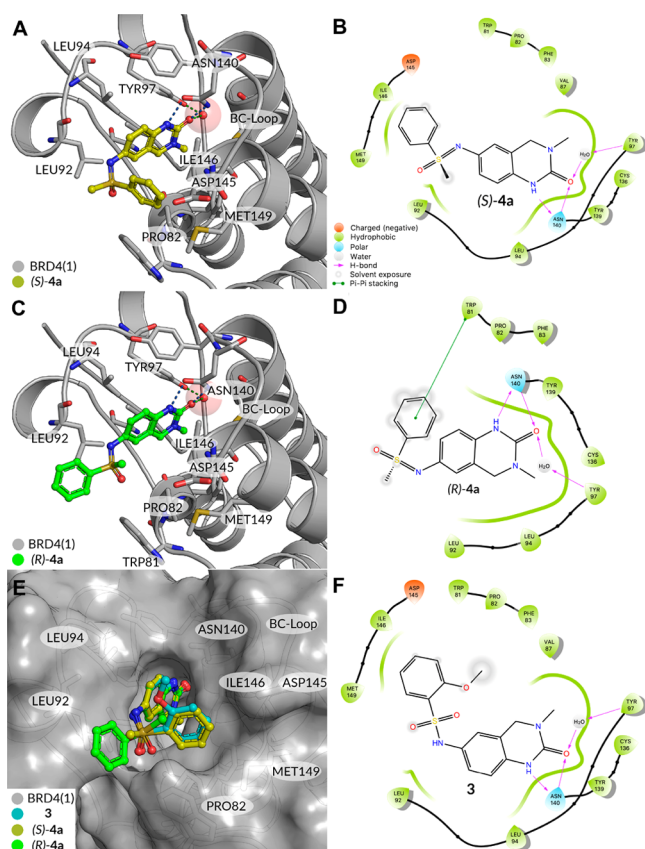 A
LEU94
ASN140
TYR97
BC-Loop
LEU92
ILE146
ASP145
MET149
PRO82
BRD4(1)
(S)-4a
B
TRP
81
PRO
82
PHE
83
VAL
87
ASP
145
ILE
146
MET
149
O
S
N
N
O
N
H
H₂O
TYR
97
CYS
136
TYR
139
ASN
140
LEU
92
LEU
94
(S)-4a
Charged (negative)
Hydrophobic
Polar
Water
H-bond
Solvent exposure
Pi-Pi stacking
C
LEU94
TYR97
ASN140
BC-Loop
LEU92
ILE146
ASP145
PRO82
MET149
TRP81
BRD4(1)
(R)-4a
D
TRP
81
PRO
82
PHE
83
ASN
140
TYR
139
CYS
136
H
N
O
N
H₂O
TYR
97
O
S
N
(R)-4a
LEU
92
LEU
94
E
ASN140
BC-Loop
LEU94
ILE146
ASP145
LEU92
MET149
PRO82
BRD4(1)
3
(S)-4a
(R)-4a
F
ASP
145
TRP
81
PRO
82
PHE
83
ILE
146
VAL
87
MET
149
O
O
S
O
NH
N
O
N
H
H₂O
TYR
97
CYS
136
TYR
139
ASN
140
LEU
92
LEU
94
3